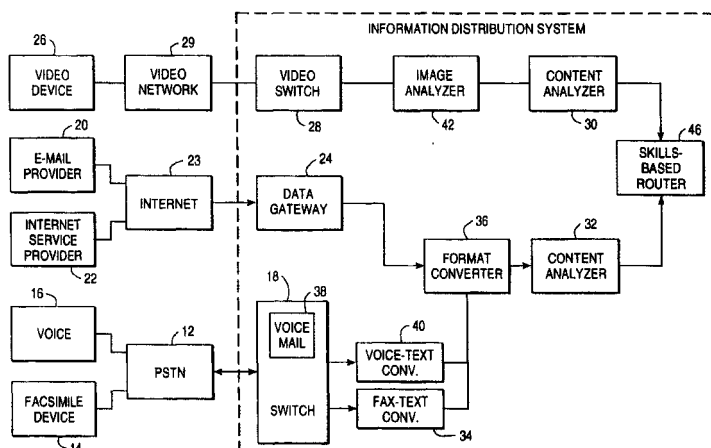 INFORMATION DISTRIBUTION SYSTEM
26
VIDEO
DEVICE
29
VIDEO
NETWORK
VIDEO
SWITCH
28
IMAGE
ANALYZER
42
CONTENT
ANALYZER
30
46
SKILLS-
BASED
ROUTER
20
E-MAIL
PROVIDER
23
INTERNET
24
DATA
GATEWAY
INTERNET
SERVICE
PROVIDER
22
36
FORMAT
CONVERTER
32
CONTENT
ANALYZER
16
VOICE
12
PSTN
18
38
VOICE
MAIL
SWITCH
40
VOICE-TEXT
CONV.
FAX-TEXT
CONV.
34
FACSIMILE
DEVICE